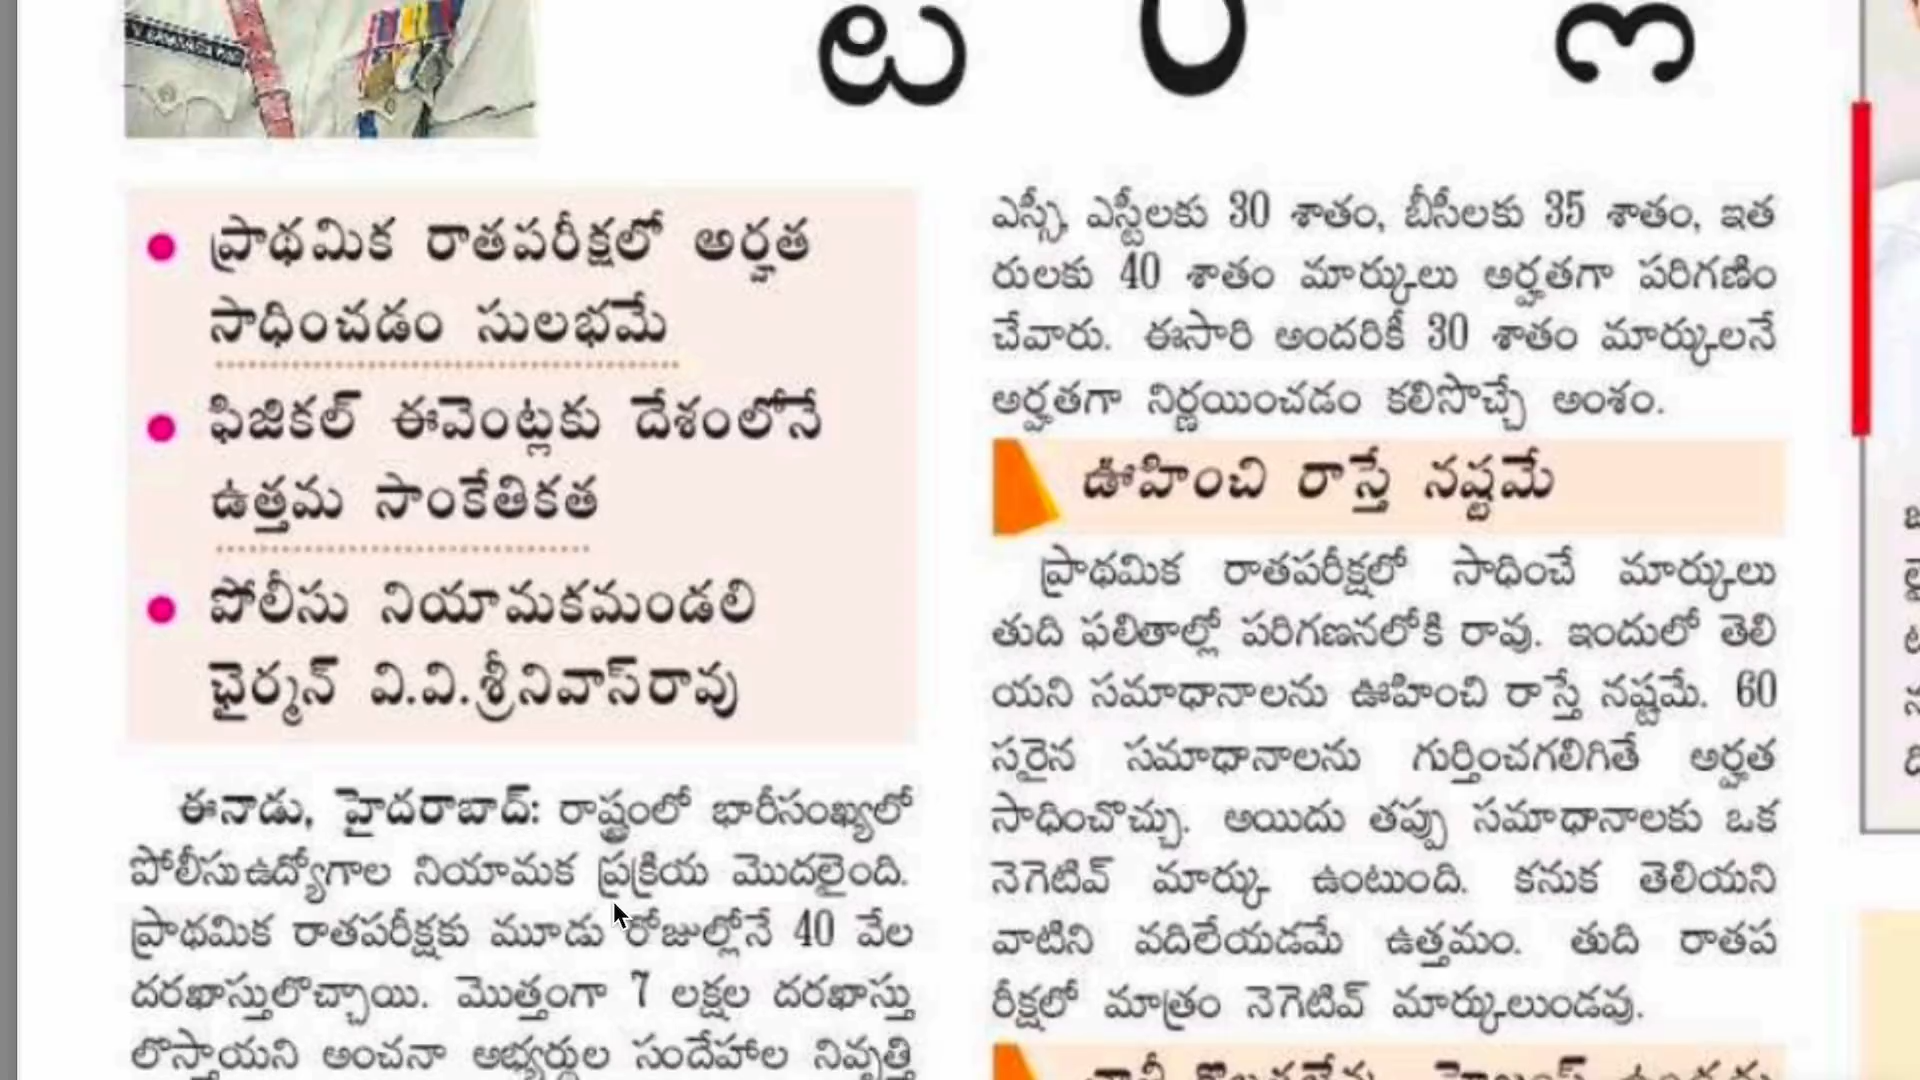 • ప్రాథమిక రాతపరీక్షలో అర్హత
సాధించడం సులభమే
• ఫిజికల్ ఈవెంట్లకు దేశంలోనే
ఉత్తమ సాంకేతికత
• పోలీసు నియామకమండలి
ఛైర్మన్ వి.వి.శ్రీనివాస్‌రావు
ఈనాడు, హైదరాబాద్: రాష్ట్రంలో భారీసంఖ్యలో
పోలీసుఉద్యోగాల నియామక ప్రక్రియ మొదలైంది.
ప్రాథమిక రాతపరీక్షకు మూడు రోజుల్లోనే 40 వేల
దరఖాస్తులొచ్చాయి. మొత్తంగా 7 లక్షల దరఖాస్తు
లొస్తాయని అంచనా అభ్యర్థుల సందేహాల నివృత్తి
ఎస్సీ, ఎస్టీలకు 30 శాతం, బీసీలకు 35 శాతం, ఇత
రులకు 40 శాతం మార్కులు అర్హతగా పరిగణిం
చేవారు. ఈసారి అందరికీ 30 శాతం మార్కులనే
అర్హతగా నిర్ణయించడం కలిసొచ్చే అంశం.
ఊహించి రాస్తే నష్టమే
ప్రాథమిక రాతపరీక్షలో సాధించే మార్కులు
తుది ఫలితాల్లో పరిగణనలోకి రావు. ఇందులో తెలి
యని సమాధానాలను ఊహించి రాస్తే నష్టమే. 60
సరైన సమాధానాలను గుర్తించగలిగితే అర్హత
సాధించొచ్చు. అయిదు తప్పు సమాధానాలకు ఒక
నెగెటివ్ మార్కు ఉంటుంది. కనుక తెలియని
వాటిని వదిలేయడమే ఉత్తమం. తుది రాతప
రీక్షలో మాత్రం నెగెటివ్ మార్కులుండవు.